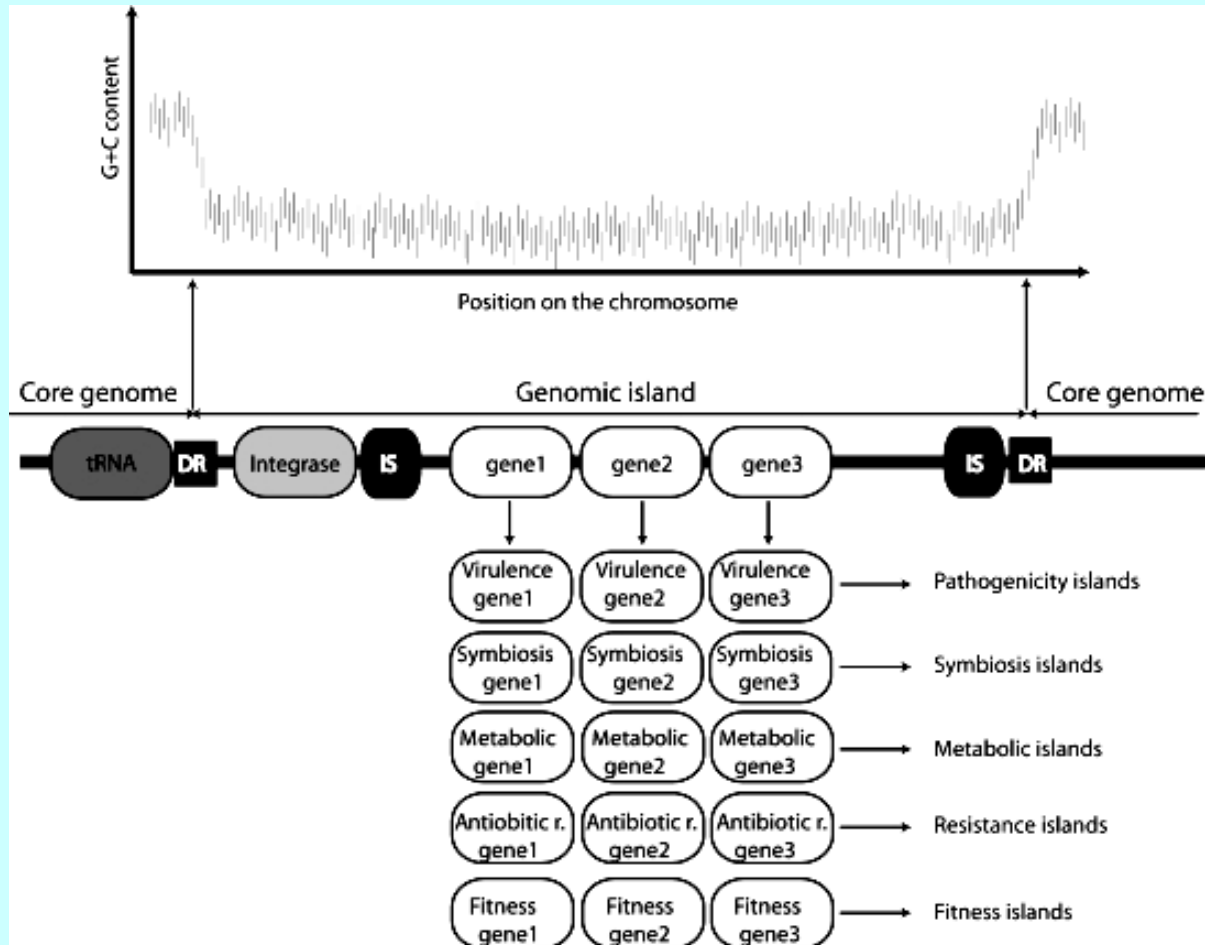 G+C content
Position on the chromosome
Core genome
Genomic island
Core genome
tRNA DR Integrase IS gene1 gene2 gene3 IS DR
Virulence gene1
Virulence gene2
Virulence gene3
Pathogenicity islands
Symbiosis gene1
Symbiosis gene2
Symbiosis gene3
Symbiosis islands
Metabolic gene1
Metabolic gene2
Metabolic gene3
Metabolic islands
Antiobitic r. gene1
Antibiotic r. gene2
Antibiotic r. gene3
Resistance islands
Fitness gene1
Fitness gene2
Fitness gene3
Fitness islands